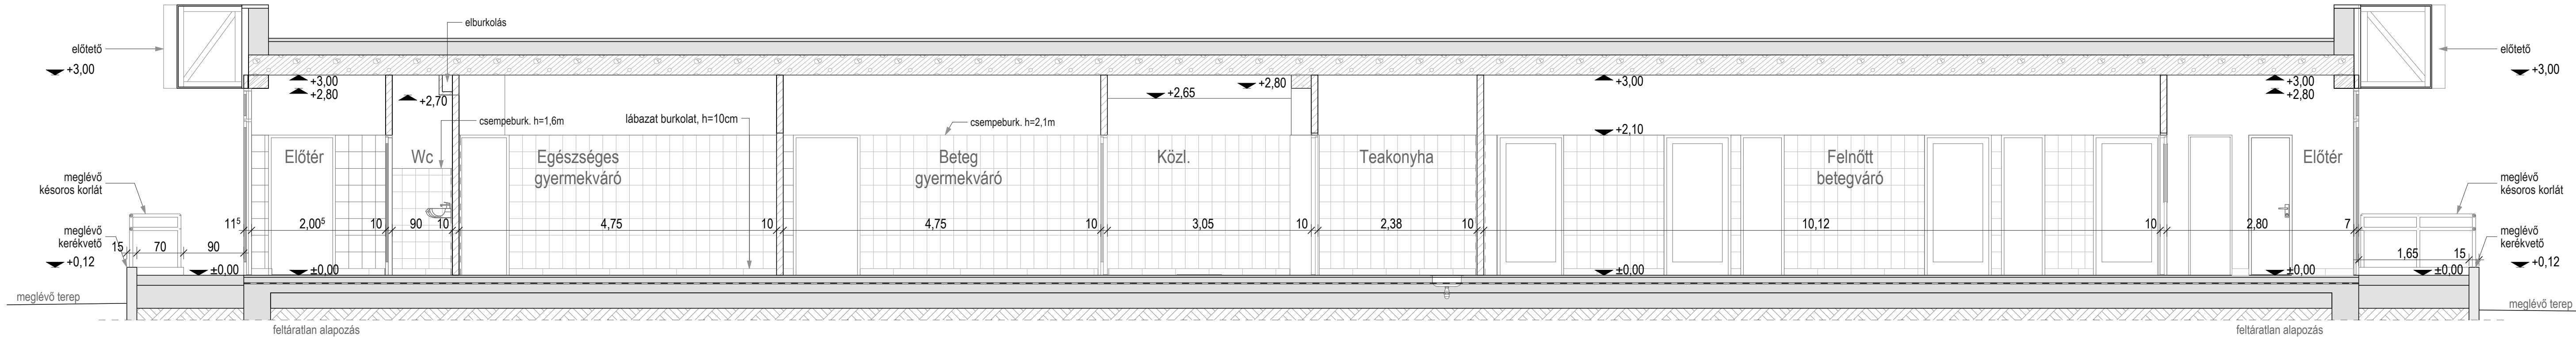 elburkolás
előtető
+3,00
+3,00
+2,80
+2,70
+2,65
+2,80
+3,00
+3,00
+2,80
előtető
+3,00
csempeburk. h=1,6m
lábazat burkolat, h=10cm
csempeburk. h=2,1m
+2,10
Előtér
Wc
Egészséges
gyermekváró
Beteg
gyermekváró
Közl.
Teakonyha
Felnőtt
betegváró
Előtér
meglévő
késoros korlát
meglévő
késoros korlát
meglévő
kerékvető
+0,12
meglévő
kerékvető
+0,12
11⁵ 2,00⁵ 10 90 10 4,75 10 4,75 10 3,05 10 2,38 10 10,12 10 2,80 7
15 70 90
1,65 15
±0,00
±0,00
±0,00
±0,00
±0,00
meglévő terep
meglévő terep
feltáratlan alapozás
feltáratlan alapozás